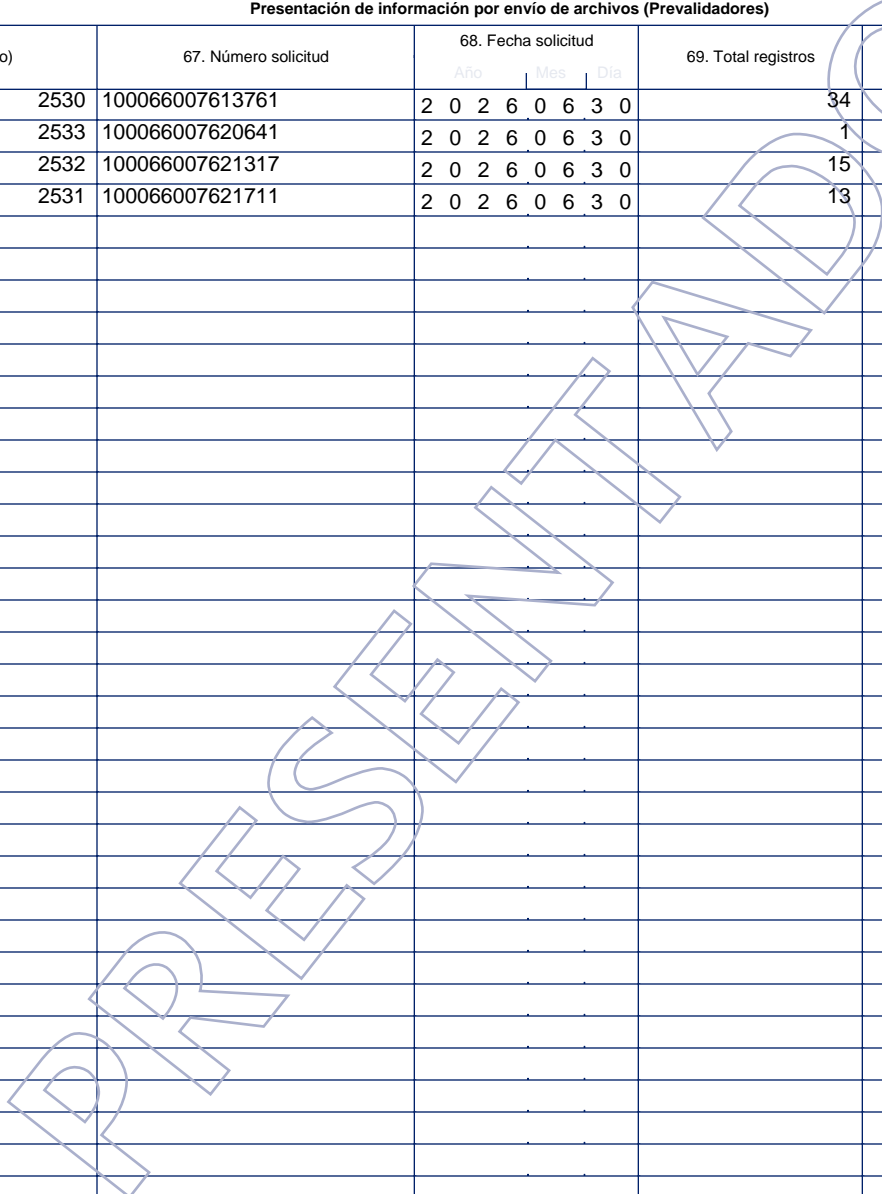 Presentación de información por envío de archivos (Prevalidadores)
o) 67. Número solicitud 68. Fecha solicitud 69. Total registros
Año Mes Día
2530 100066007613761 2 0 2 6 0 6 3 0 34
2533 100066007620641 2 0 2 6 0 6 3 0 1
2532 100066007621317 2 0 2 6 0 6 3 0 15
2531 100066007621711 2 0 2 6 0 6 3 0 13
PRESENTADO